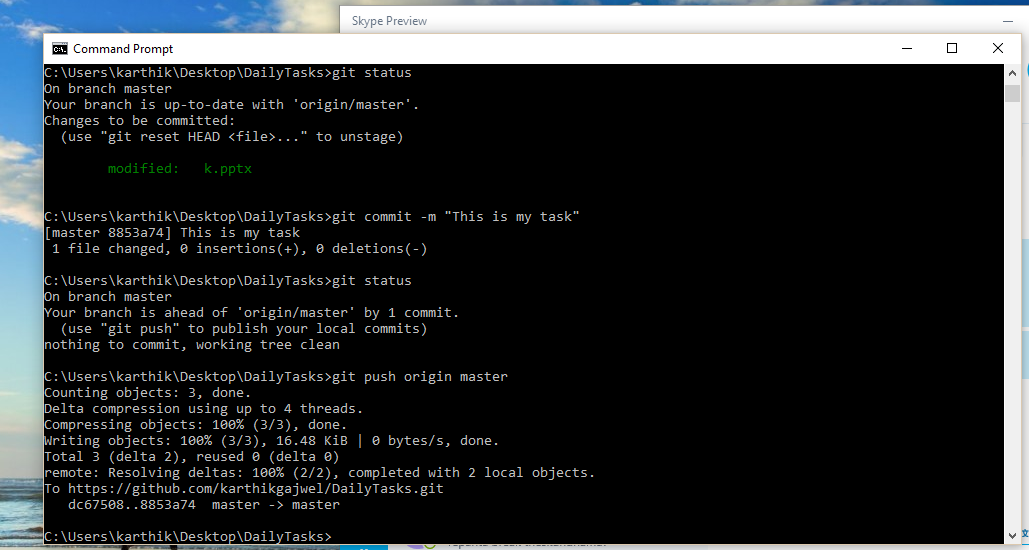 Skype Preview
Command Prompt
C:\Users\karthik\Desktop\DailyTasks>git status
On branch master
Your branch is up-to-date with 'origin/master'.
Changes to be committed:
  (use "git reset HEAD <file>..." to unstage)
        modified:   k.pptx
C:\Users\karthik\Desktop\DailyTasks>git commit -m "This is my task"
[master 8853a74] This is my task
 1 file changed, 0 insertions(+), 0 deletions(-)
C:\Users\karthik\Desktop\DailyTasks>git status
On branch master
Your branch is ahead of 'origin/master' by 1 commit.
  (use "git push" to publish your local commits)
nothing to commit, working tree clean
C:\Users\karthik\Desktop\DailyTasks>git push origin master
Counting objects: 3, done.
Delta compression using up to 4 threads.
Compressing objects: 100% (3/3), done.
Writing objects: 100% (3/3), 16.48 KiB | 0 bytes/s, done.
Total 3 (delta 2), reused 0 (delta 0)
remote: Resolving deltas: 100% (2/2), completed with 2 local objects.
To https://github.com/karthikgajwel/DailyTasks.git
   dc67508..8853a74  master -> master
C:\Users\karthik\Desktop\DailyTasks>